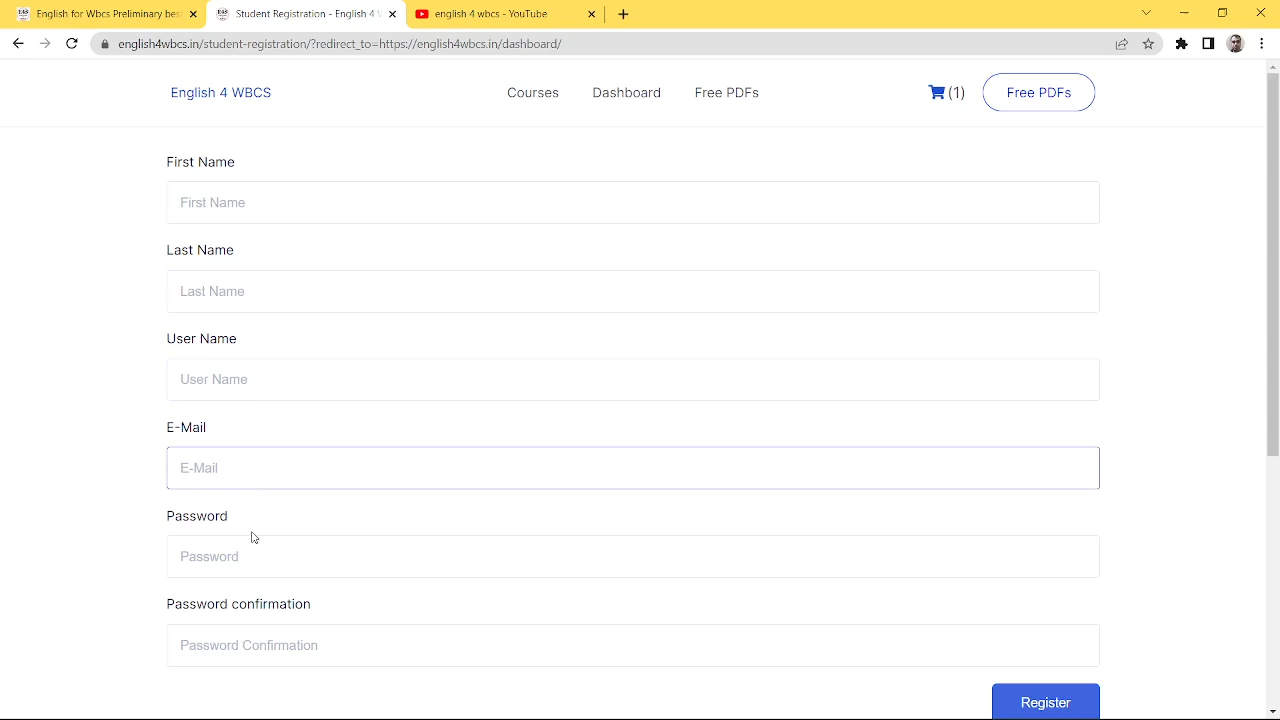 English for Wbcs Preliminary bes
Student Registration - English 4 W
english 4 wbcs - YouTube
english4wbcs.in/student-registration/?redirect_to=https://english4wbcs.in/dashboard/
English 4 WBCS
Courses
Dashboard
Free PDFs
(1)
Free PDFs
First Name
First Name
Last Name
Last Name
User Name
User Name
E-Mail
E-Mail
Password
Password
Password confirmation
Password Confirmation
Register